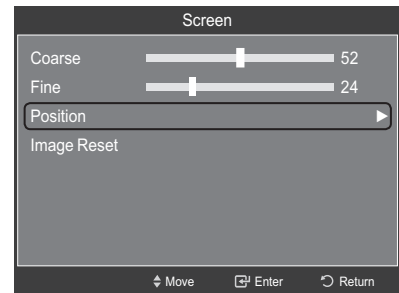 Screen
Coarse 52
Fine 24
Position
Image Reset
Move Enter Return